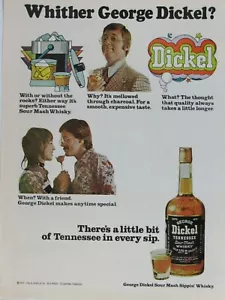 Whither George Dickel?
Dickel
With or without the
rocks? Either way it's
superb Tennessee
Sour Mash Whisky.
Why? It's mellowed
through charcoal. For a
smooth, expensive taste.
What? The thought
that quality always
takes a little longer.
When? With a friend
George Dickel makes anytime special.
There's a little bit
of Tennessee in every sip.
GEORGE
Dickel
TENNESSEE
Sour Mash
WHISKY
George Dickel Sour Mash Sippin' Whisky